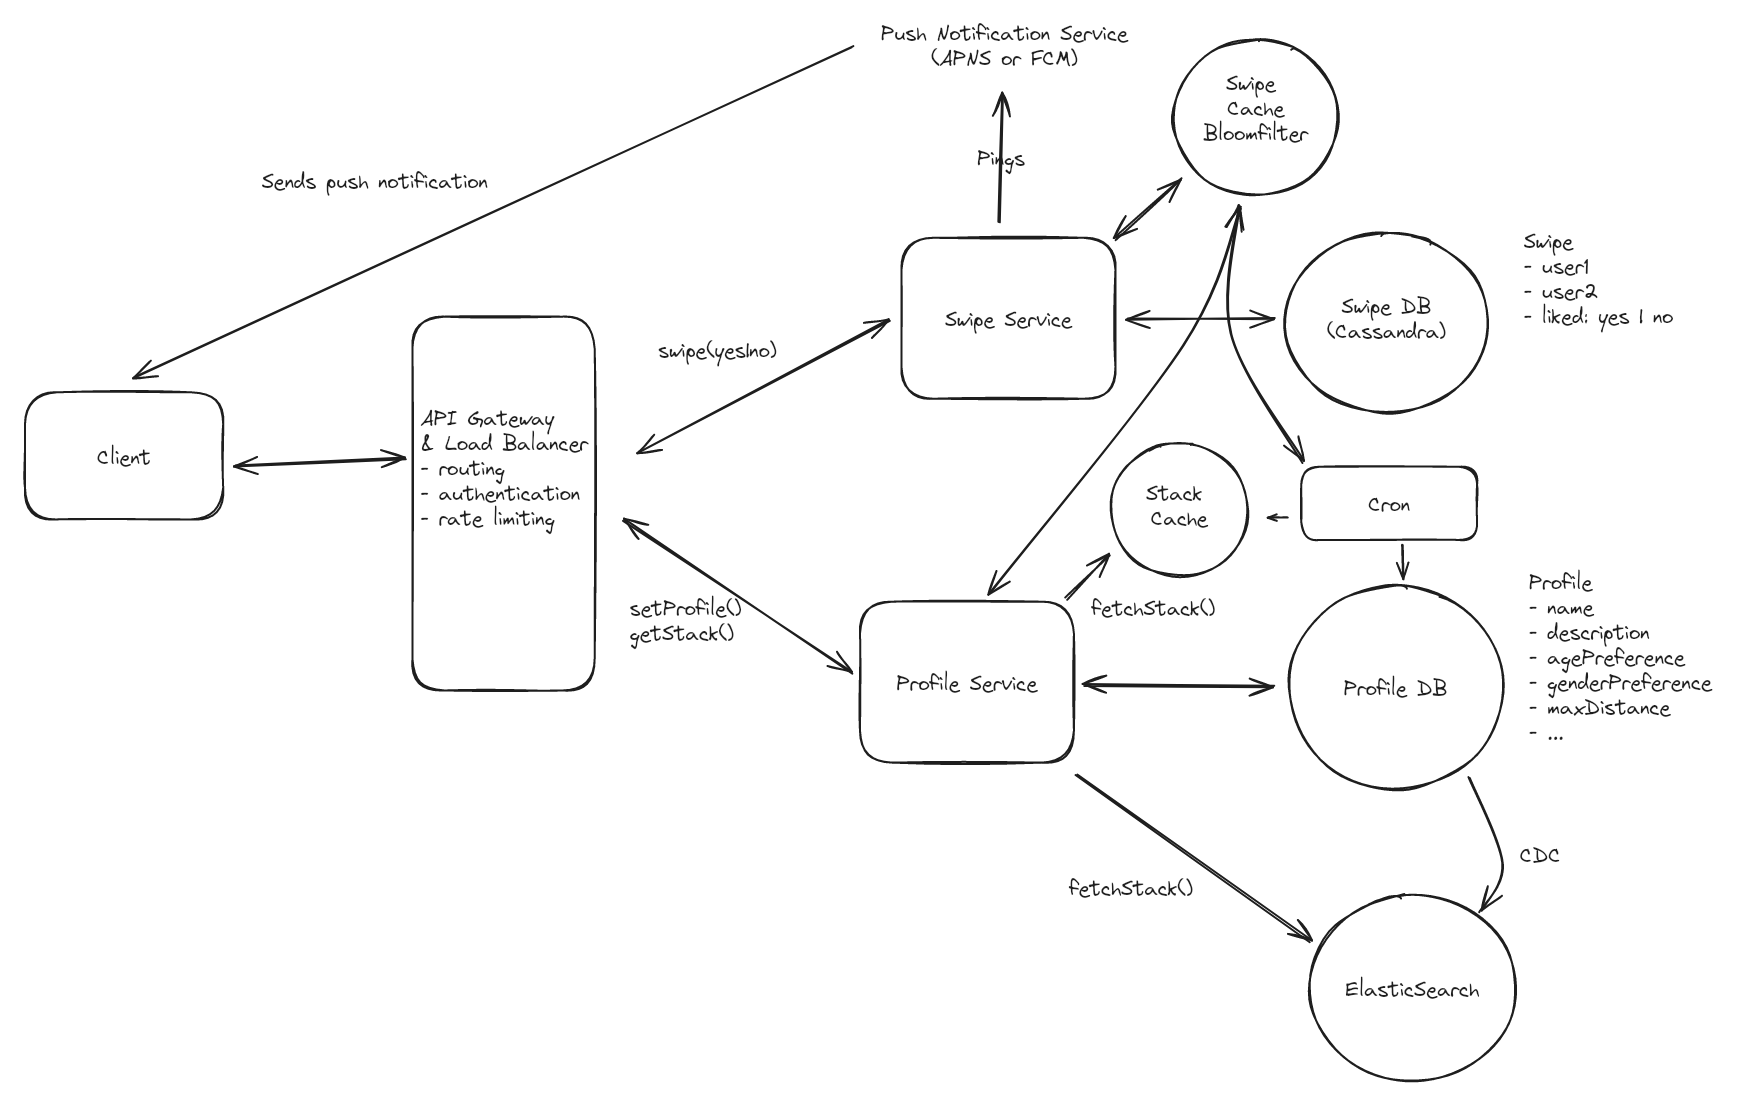 Push Notification Service
(APNS or FCM)
Swipe
Cache
Bloomfilter
Pings
Sends push notification
Swipe
- user1
- user2
- liked: yes | no
Swipe Service
Swipe DB
(Cassandra)
swipe(yes|no)
API Gateway
& Load Balancer
- routing
- authentication
- rate limiting
Client
Stack
Cache
Cron
setProfile()
getStack()
fetchStack()
Profile
- name
- description
- agePreference
- genderPreference
- maxDistance
- ...
Profile Service
Profile DB
CDC
fetchStack()
ElasticSearch